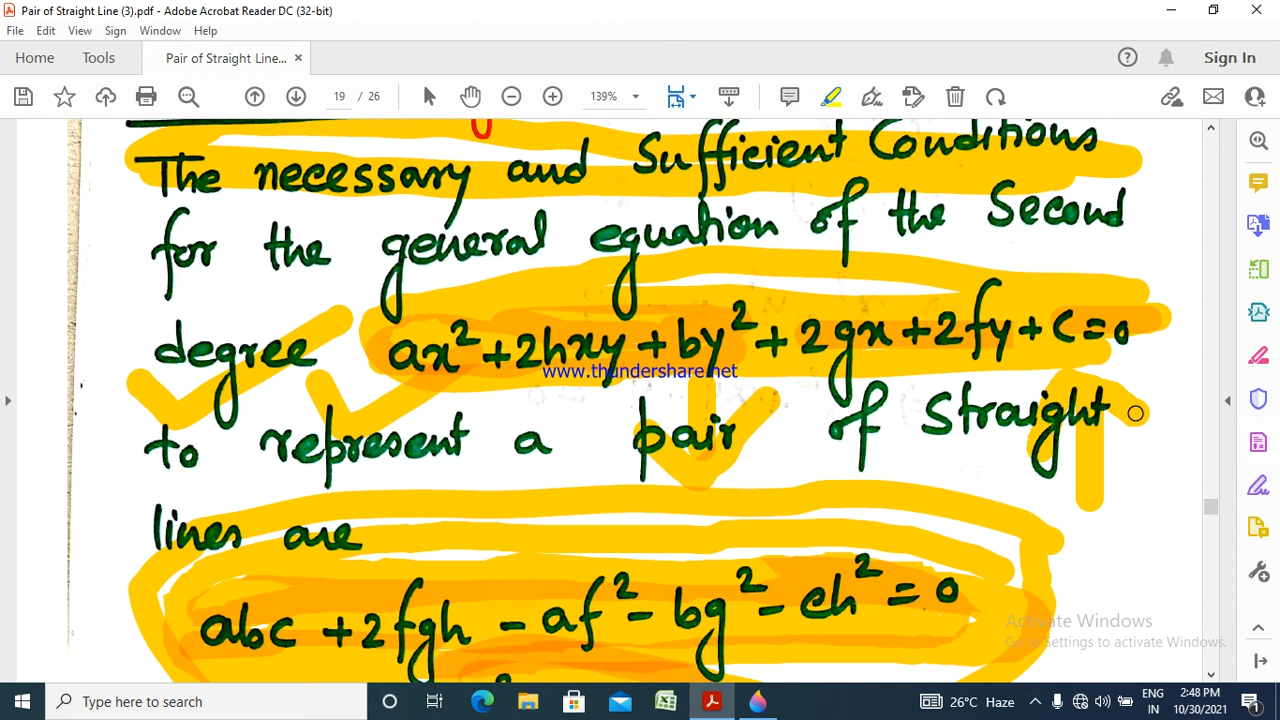 Pair of Straight Line (3).pdf - Adobe Acrobat Reader DC (32-bit)
File Edit View Sign Window Help
Home Tools Pair of Straight Line... × Sign In
19 / 26 139%
The necessary and Sufficient Conditions
for the general equation of the Second
degree ax² + 2hxy + by² + 2gx + 2fy + c = 0
www.thundershare.net
to represent a pair of Straight
lines are
abc + 2fgh - af² - bg² - ch² = 0
Activate Windows
Go to Settings to activate Windows.
Type here to search
26°C Haze
ENG
IN
2:48 PM
10/30/2021
1